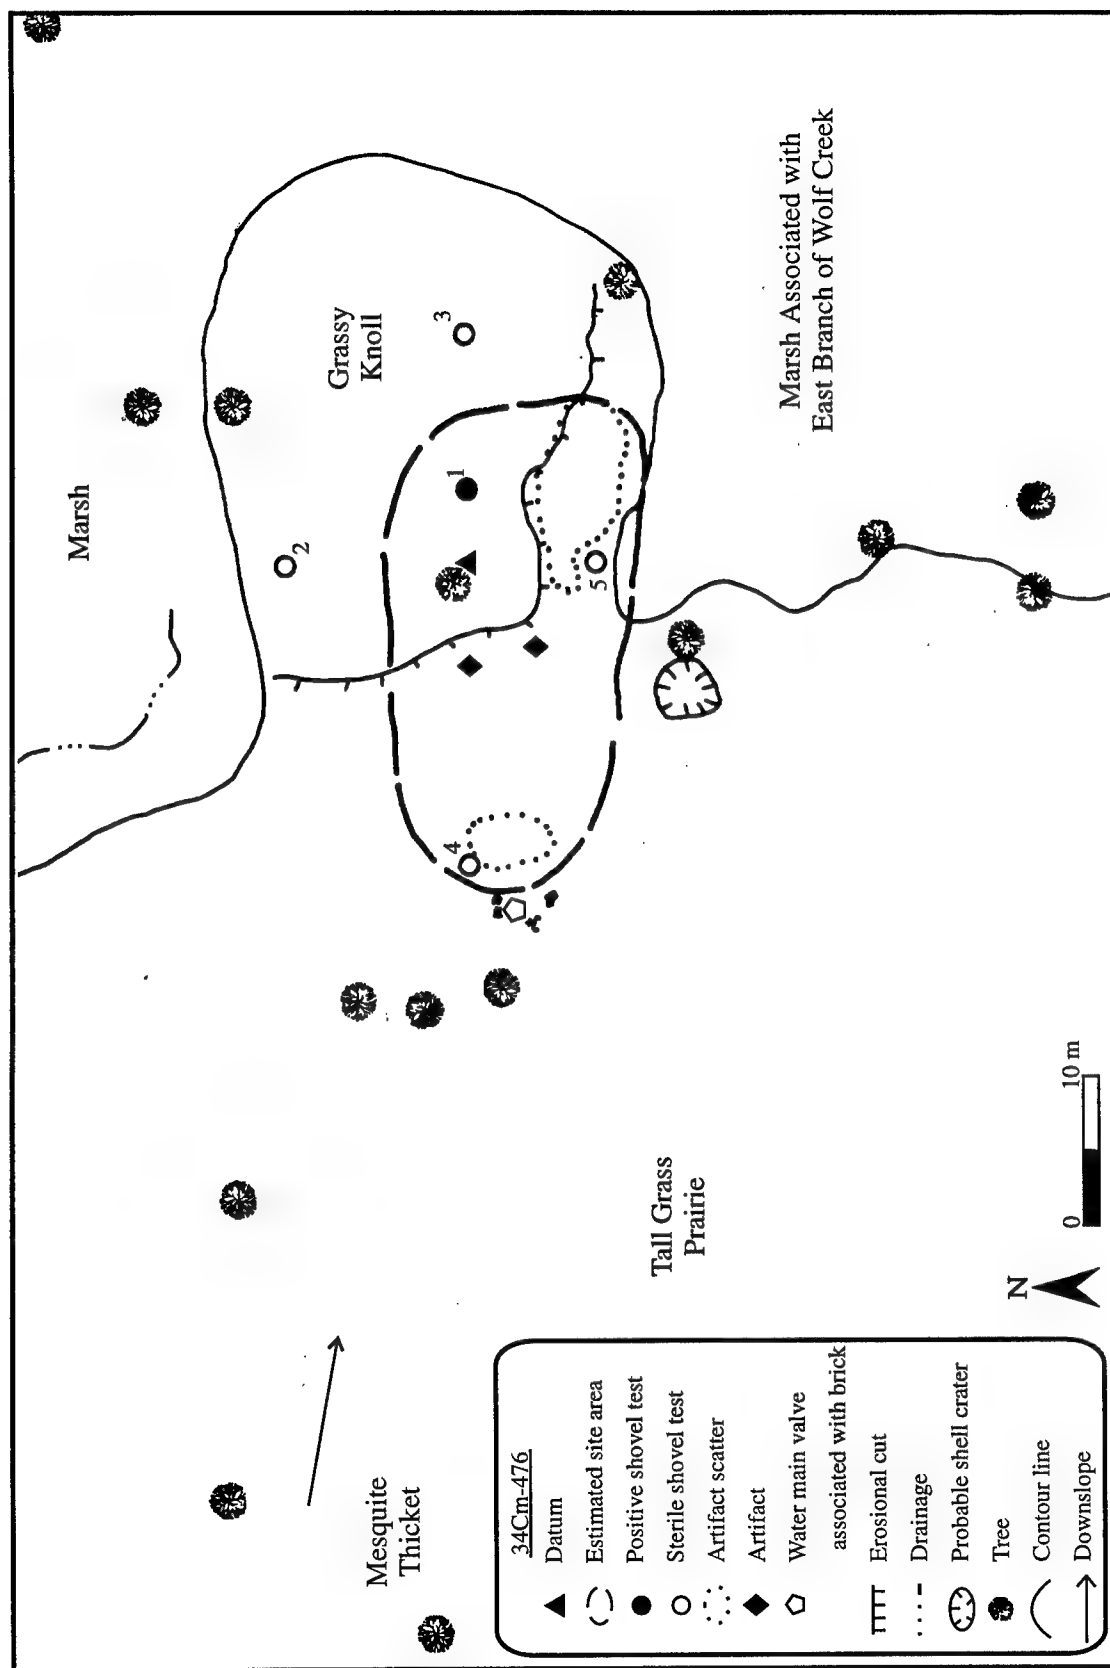 Marsh
Grassy
Knoll
2
1
3
4
5
Marsh Associated with
East Branch of Wolf Creek
Mesquite
Thicket
Tall Grass
Prairie
34Cm-476
Datum
Estimated site area
Positive shovel test
Sterile shovel test
Artifact scatter
Artifact
Water main valve
associated with brick
Erosional cut
Drainage
Probable shell crater
Tree
Contour line
Downslope
N
0 10 m